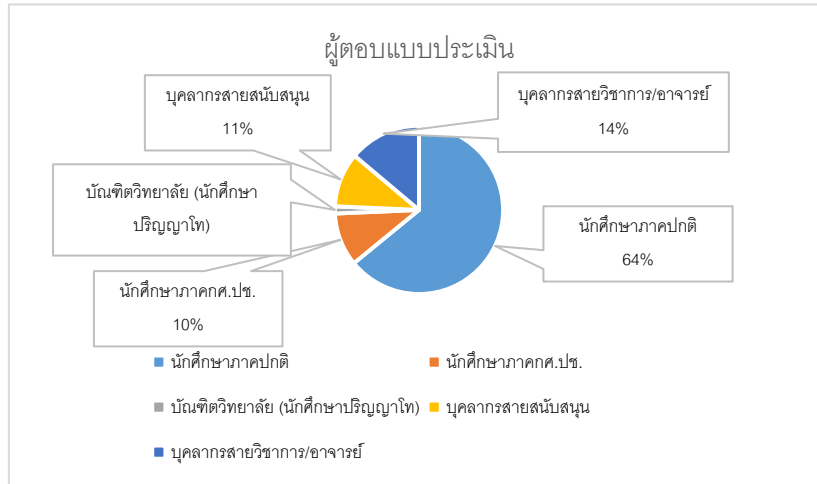 ผู้ตอบแบบประเมิน
บุคลากรสายสนับสนุน
11%
บุคลากรสายวิชาการ/อาจารย์
14%
บัณฑิตวิทยาลัย (นักศึกษา
ปริญญาโท)
นักศึกษาภาคปกติ
64%
นักศึกษาภาคกศ.ปช.
10%
นักศึกษาภาคปกติ
นักศึกษาภาคกศ.ปช.
บัณฑิตวิทยาลัย (นักศึกษาปริญญาโท)
บุคลากรสายสนับสนุน
บุคลากรสายวิชาการ/อาจารย์